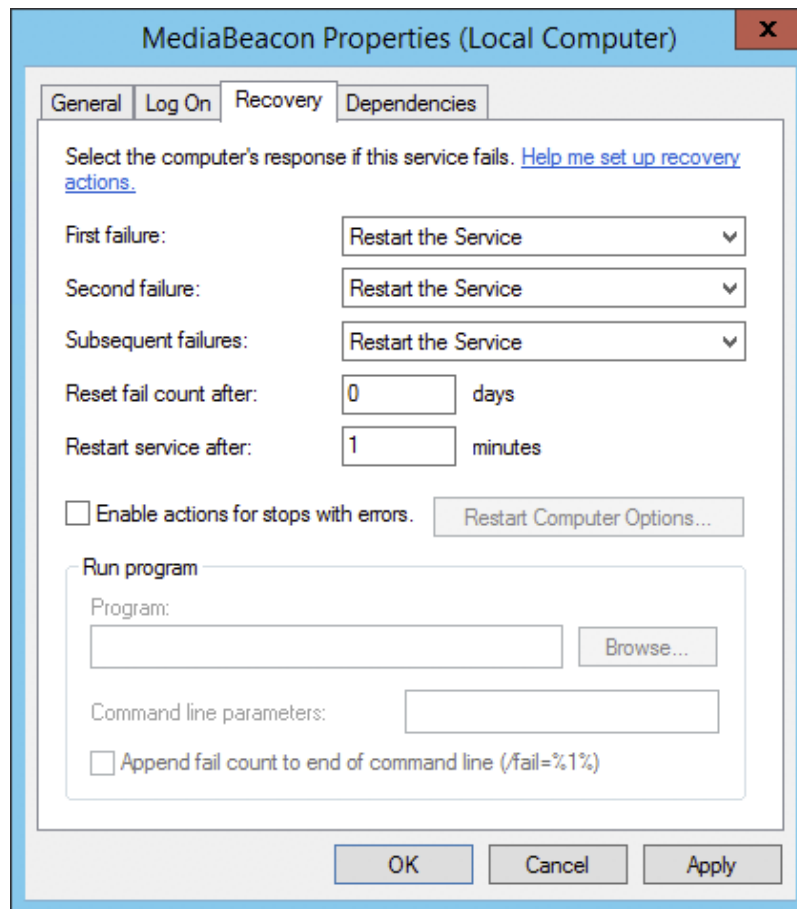 MediaBeacon Properties (Local Computer)
x
General Log On Recovery Dependencies
Select the computer's response if this service fails. Help me set up recovery
actions.
First failure: Restart the Service
Second failure: Restart the Service
Subsequent failures: Restart the Service
Reset fail count after: 0 days
Restart service after: 1 minutes
Enable actions for stops with errors. Restart Computer Options...
Run program
Program:
Browse...
Command line parameters:
Append fail count to end of command line (/fail=%1%)
OK Cancel Apply